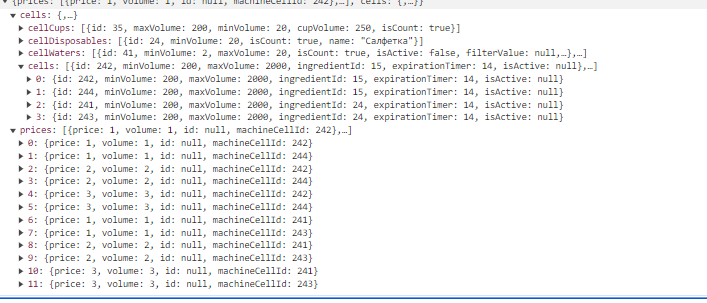 {prices: [{price: 1, volume: 1, id: null, machineCellId: 242},…], cells: {,…}}
▼ cells: {,…}
▶ cellCups: [{id: 35, maxVolume: 200, minVolume: 20, cupVolume: 250, isCount: true}]
▶ cellDisposables: [{id: 24, minVolume: 20, isCount: true, name: "Салфетка"}]
▶ cellWaters: [{id: 41, minVolume: 2, maxVolume: 20, isCount: true, isActive: false, filterValue: null,…},…]
▼ cells: [{id: 242, minVolume: 200, maxVolume: 2000, ingredientId: 15, expirationTimer: 14, isActive: null},…]
▶ 0: {id: 242, minVolume: 200, maxVolume: 2000, ingredientId: 15, expirationTimer: 14, isActive: null}
▶ 1: {id: 244, minVolume: 200, maxVolume: 2000, ingredientId: 15, expirationTimer: 14, isActive: null}
▶ 2: {id: 241, minVolume: 200, maxVolume: 2000, ingredientId: 24, expirationTimer: 14, isActive: null}
▶ 3: {id: 243, minVolume: 200, maxVolume: 2000, ingredientId: 24, expirationTimer: 14, isActive: null}
▼ prices: [{price: 1, volume: 1, id: null, machineCellId: 242},…]
▶ 0: {price: 1, volume: 1, id: null, machineCellId: 242}
▶ 1: {price: 1, volume: 1, id: null, machineCellId: 244}
▶ 2: {price: 2, volume: 2, id: null, machineCellId: 242}
▶ 3: {price: 2, volume: 2, id: null, machineCellId: 244}
▶ 4: {price: 3, volume: 3, id: null, machineCellId: 242}
▶ 5: {price: 3, volume: 3, id: null, machineCellId: 244}
▶ 6: {price: 1, volume: 1, id: null, machineCellId: 241}
▶ 7: {price: 1, volume: 1, id: null, machineCellId: 243}
▶ 8: {price: 2, volume: 2, id: null, machineCellId: 241}
▶ 9: {price: 2, volume: 2, id: null, machineCellId: 243}
▶ 10: {price: 3, volume: 3, id: null, machineCellId: 241}
▶ 11: {price: 3, volume: 3, id: null, machineCellId: 243}